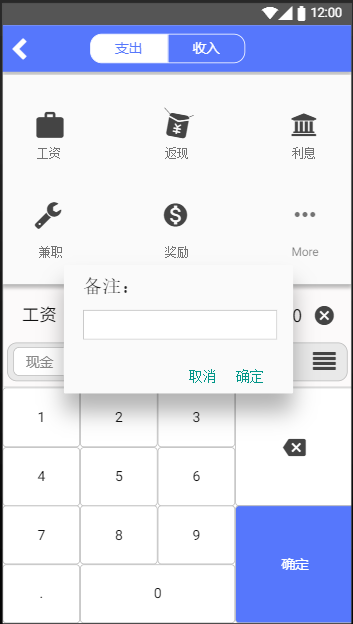 12:00
支出 收入
工资 返现 利息
兼职 奖励 More
备注：
工资 0
现金
取消 确定
1 2 3
4 5 6
7 8 9
确定
. 0